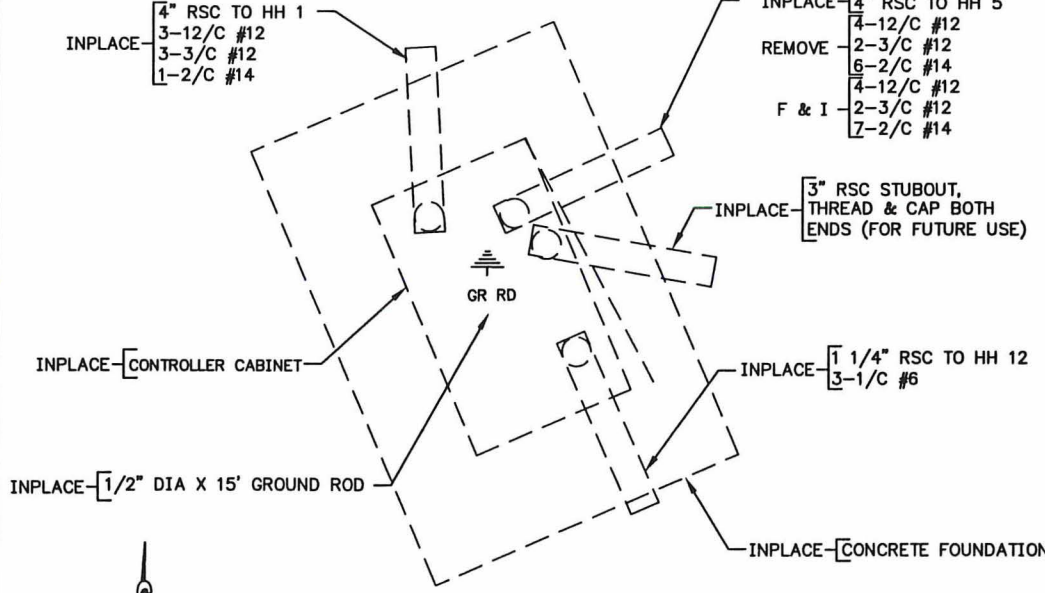 4" RSC TO HH 1
INPLACE
3-12/C #12
3-3/C #12
1-2/C #14
INPLACE
4" RSC TO HH 5
REMOVE
4-12/C #12
2-3/C #12
6-2/C #14
F & I
4-12/C #12
2-3/C #12
7-2/C #14
INPLACE
3" RSC STUBOUT,
THREAD & CAP BOTH
ENDS (FOR FUTURE USE)
GR RD
INPLACE CONTROLLER CABINET
INPLACE
1 1/4" RSC TO HH 12
3-1/C #6
INPLACE 1/2" DIA X 15' GROUND ROD
INPLACE CONCRETE FOUNDATION